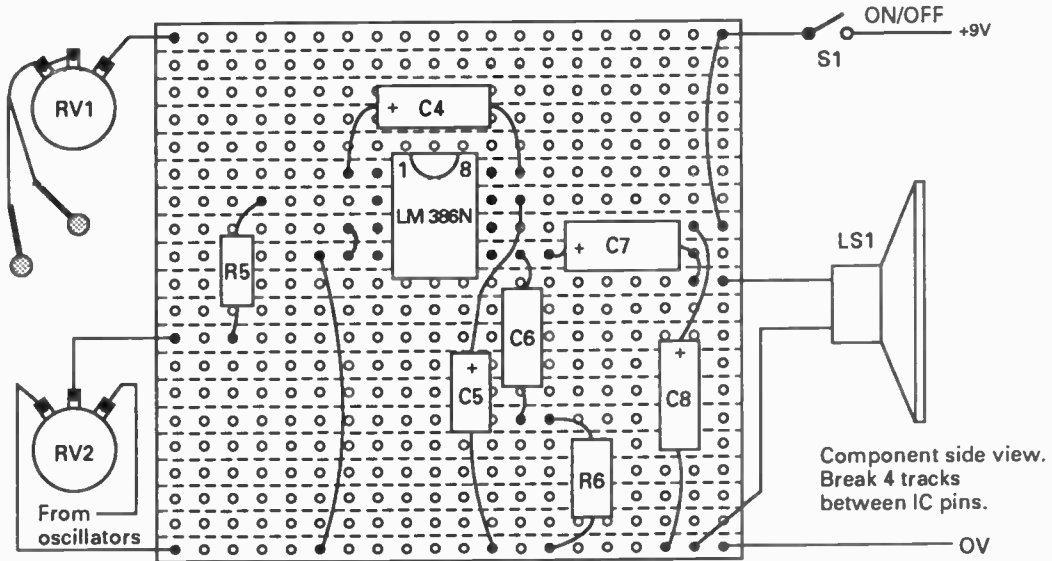 ON/OFF
+9V
S1
RV1
+ C4
1 8
LM 386N
R5
+ C7
LS1
C6
+
C5
+
C8
RV2
R6
From
oscillators
Component side view.
Break 4 tracks
between IC pins.
OV